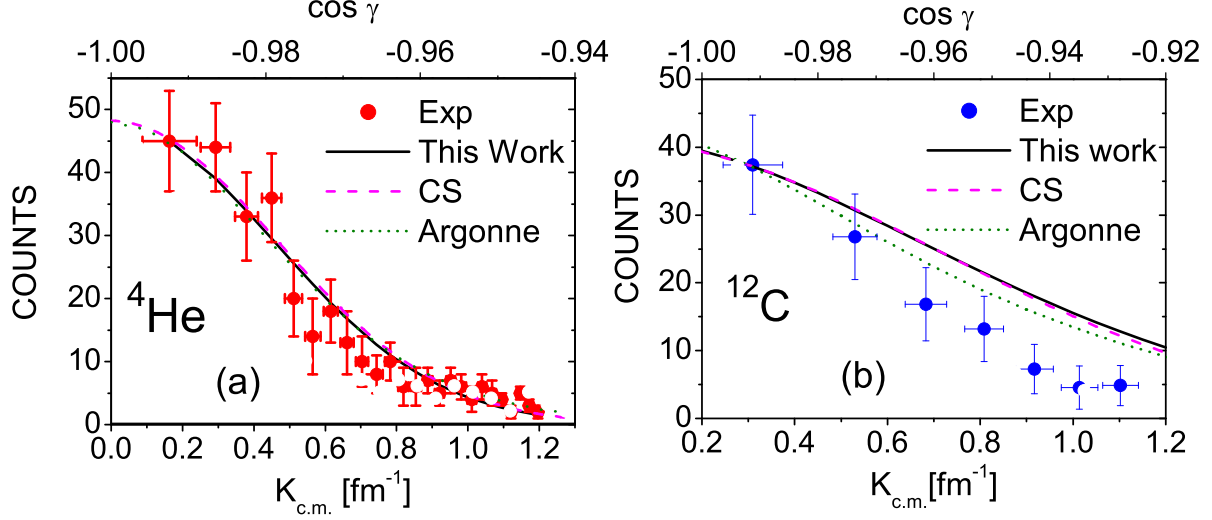 cos γ
-1.00 -0.98 -0.96 -0.94
50
40
30
20
10
0
COUNTS
Exp
This Work
CS
Argonne
⁴He
(a)
0.0 0.2 0.4 0.6 0.8 1.0 1.2
K_c.m. [fm⁻¹]
cos γ
-1.00 -0.98 -0.96 -0.94 -0.92
50
40
30
20
10
0
COUNTS
Exp
This work
CS
Argonne
¹²C
(b)
0.2 0.4 0.6 0.8 1.0 1.2
K_c.m. [fm⁻¹]